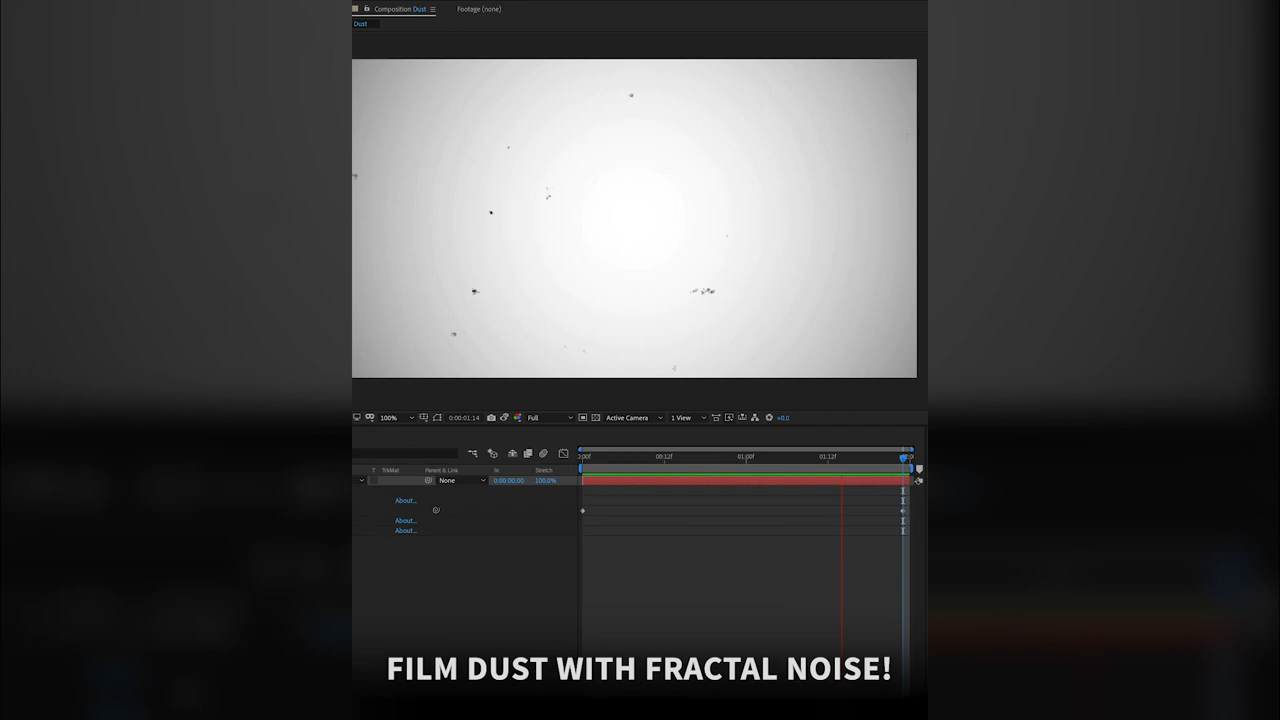 Composition Dust
Footage (none)
Dust
100%
0:00:01:14
Full
Active Camera
1 View
+0.0
00:12f
01:00f
01:12f
T TrkMat Parent & Link In Stretch
None
0:00:00:00
100.0%
About...
About...
About...
FILM DUST WITH FRACTAL NOISE!